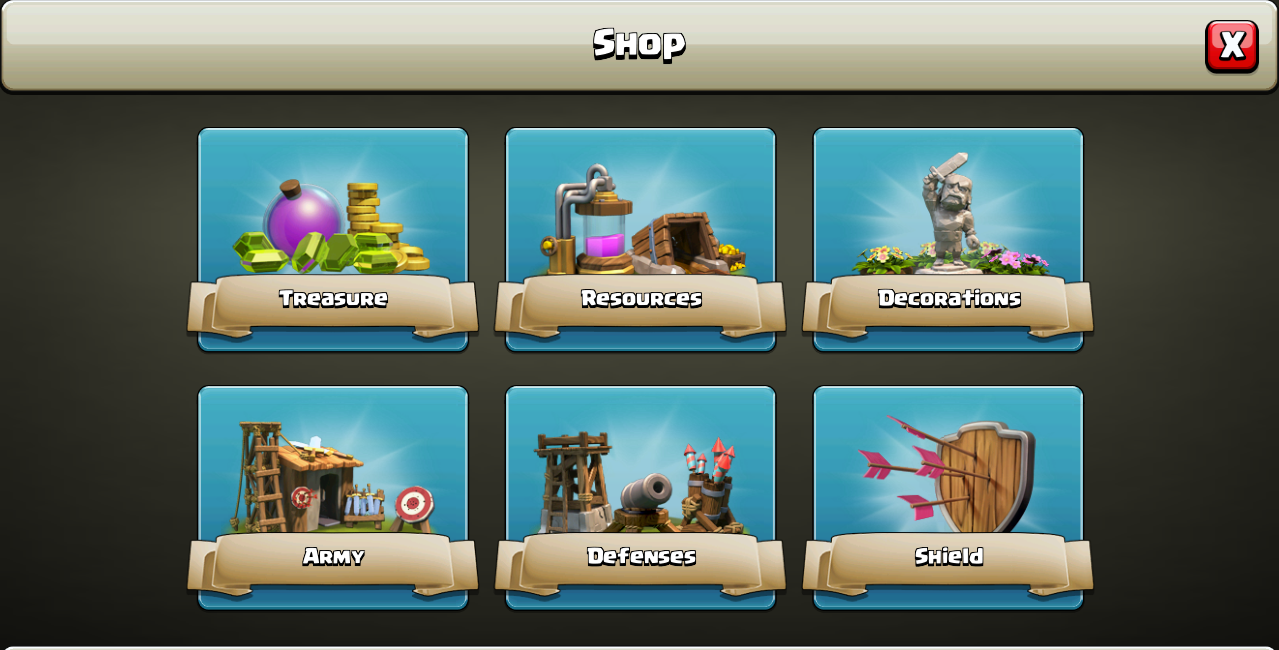 Shop
X
Treasure
Resources
Decorations
Army
Defenses
Shield